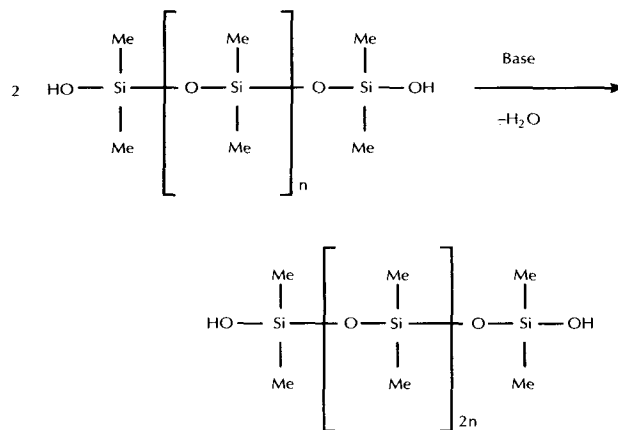 Me Me Me
2 HO—Si—[—O—Si—]—O—Si—OH Base
Me Me Me –H₂O
n
Me Me Me
HO—Si—[—O—Si—]—O—Si—OH
Me Me Me
2n